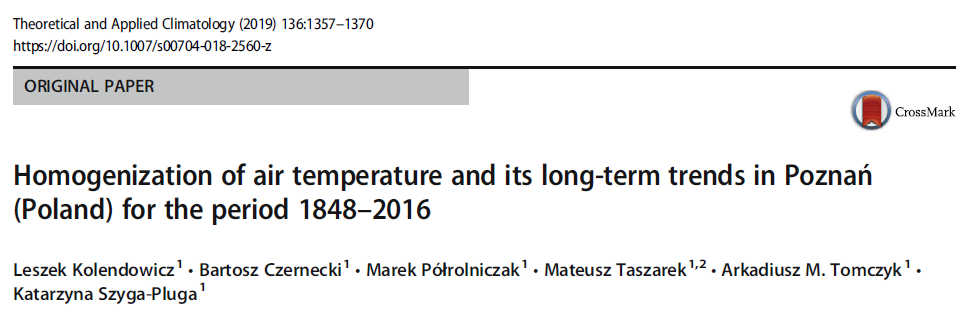 Theoretical and Applied Climatology (2019) 136:1357–1370
https://doi.org/10.1007/s00704-018-2560-z
ORIGINAL PAPER
CrossMark
Homogenization of air temperature and its long-term trends in Poznań
(Poland) for the period 1848–2016
Leszek Kolendowicz1 • Bartosz Czernecki1 • Marek Półrolniczak1 • Mateusz Taszarek1,2 • Arkadiusz M. Tomczyk1 •
Katarzyna Szyga-Pluga1